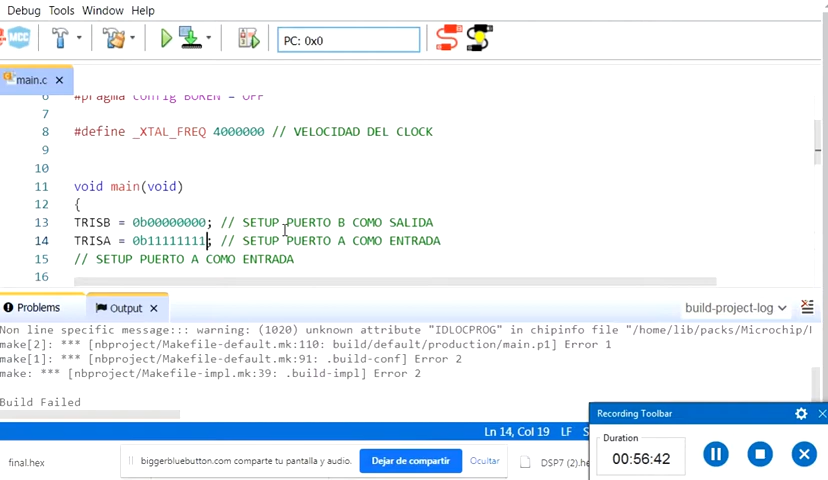 Debug Tools Window Help
MCC
PC: 0x0
main.c ×
6 #pragma config BOREN = OFF
7
8 #define _XTAL_FREQ 4000000 // VELOCIDAD DEL CLOCK
9
10
11 void main(void)
12 {
13 TRISB = 0b00000000; // SETUP PUERTO B COMO SALIDA
14 TRISA = 0b11111111; // SETUP PUERTO A COMO ENTRADA
15 // SETUP PUERTO A COMO ENTRADA
16
Problems Output × build-project-log
Non line specific message::: warning: (1020) unknown attribute "IDLOCPROG" in chipinfo file "/home/lib/packs/Microchip/
make[2]: *** [nbproject/Makefile-default.mk:110: build/default/production/main.p1] Error 1
make[1]: *** [nbproject/Makefile-default.mk:91: .build-conf] Error 2
make: *** [nbproject/Makefile-impl.mk:39: .build-impl] Error 2
Build Failed
Recording Toolbar
Ln 14, Col 19 LF
Duration
00:56:42
final.hex
biggerbluebutton.com comparte tu pantalla y audio.
Dejar de compartir
Ocultar
DSP7 (2).he